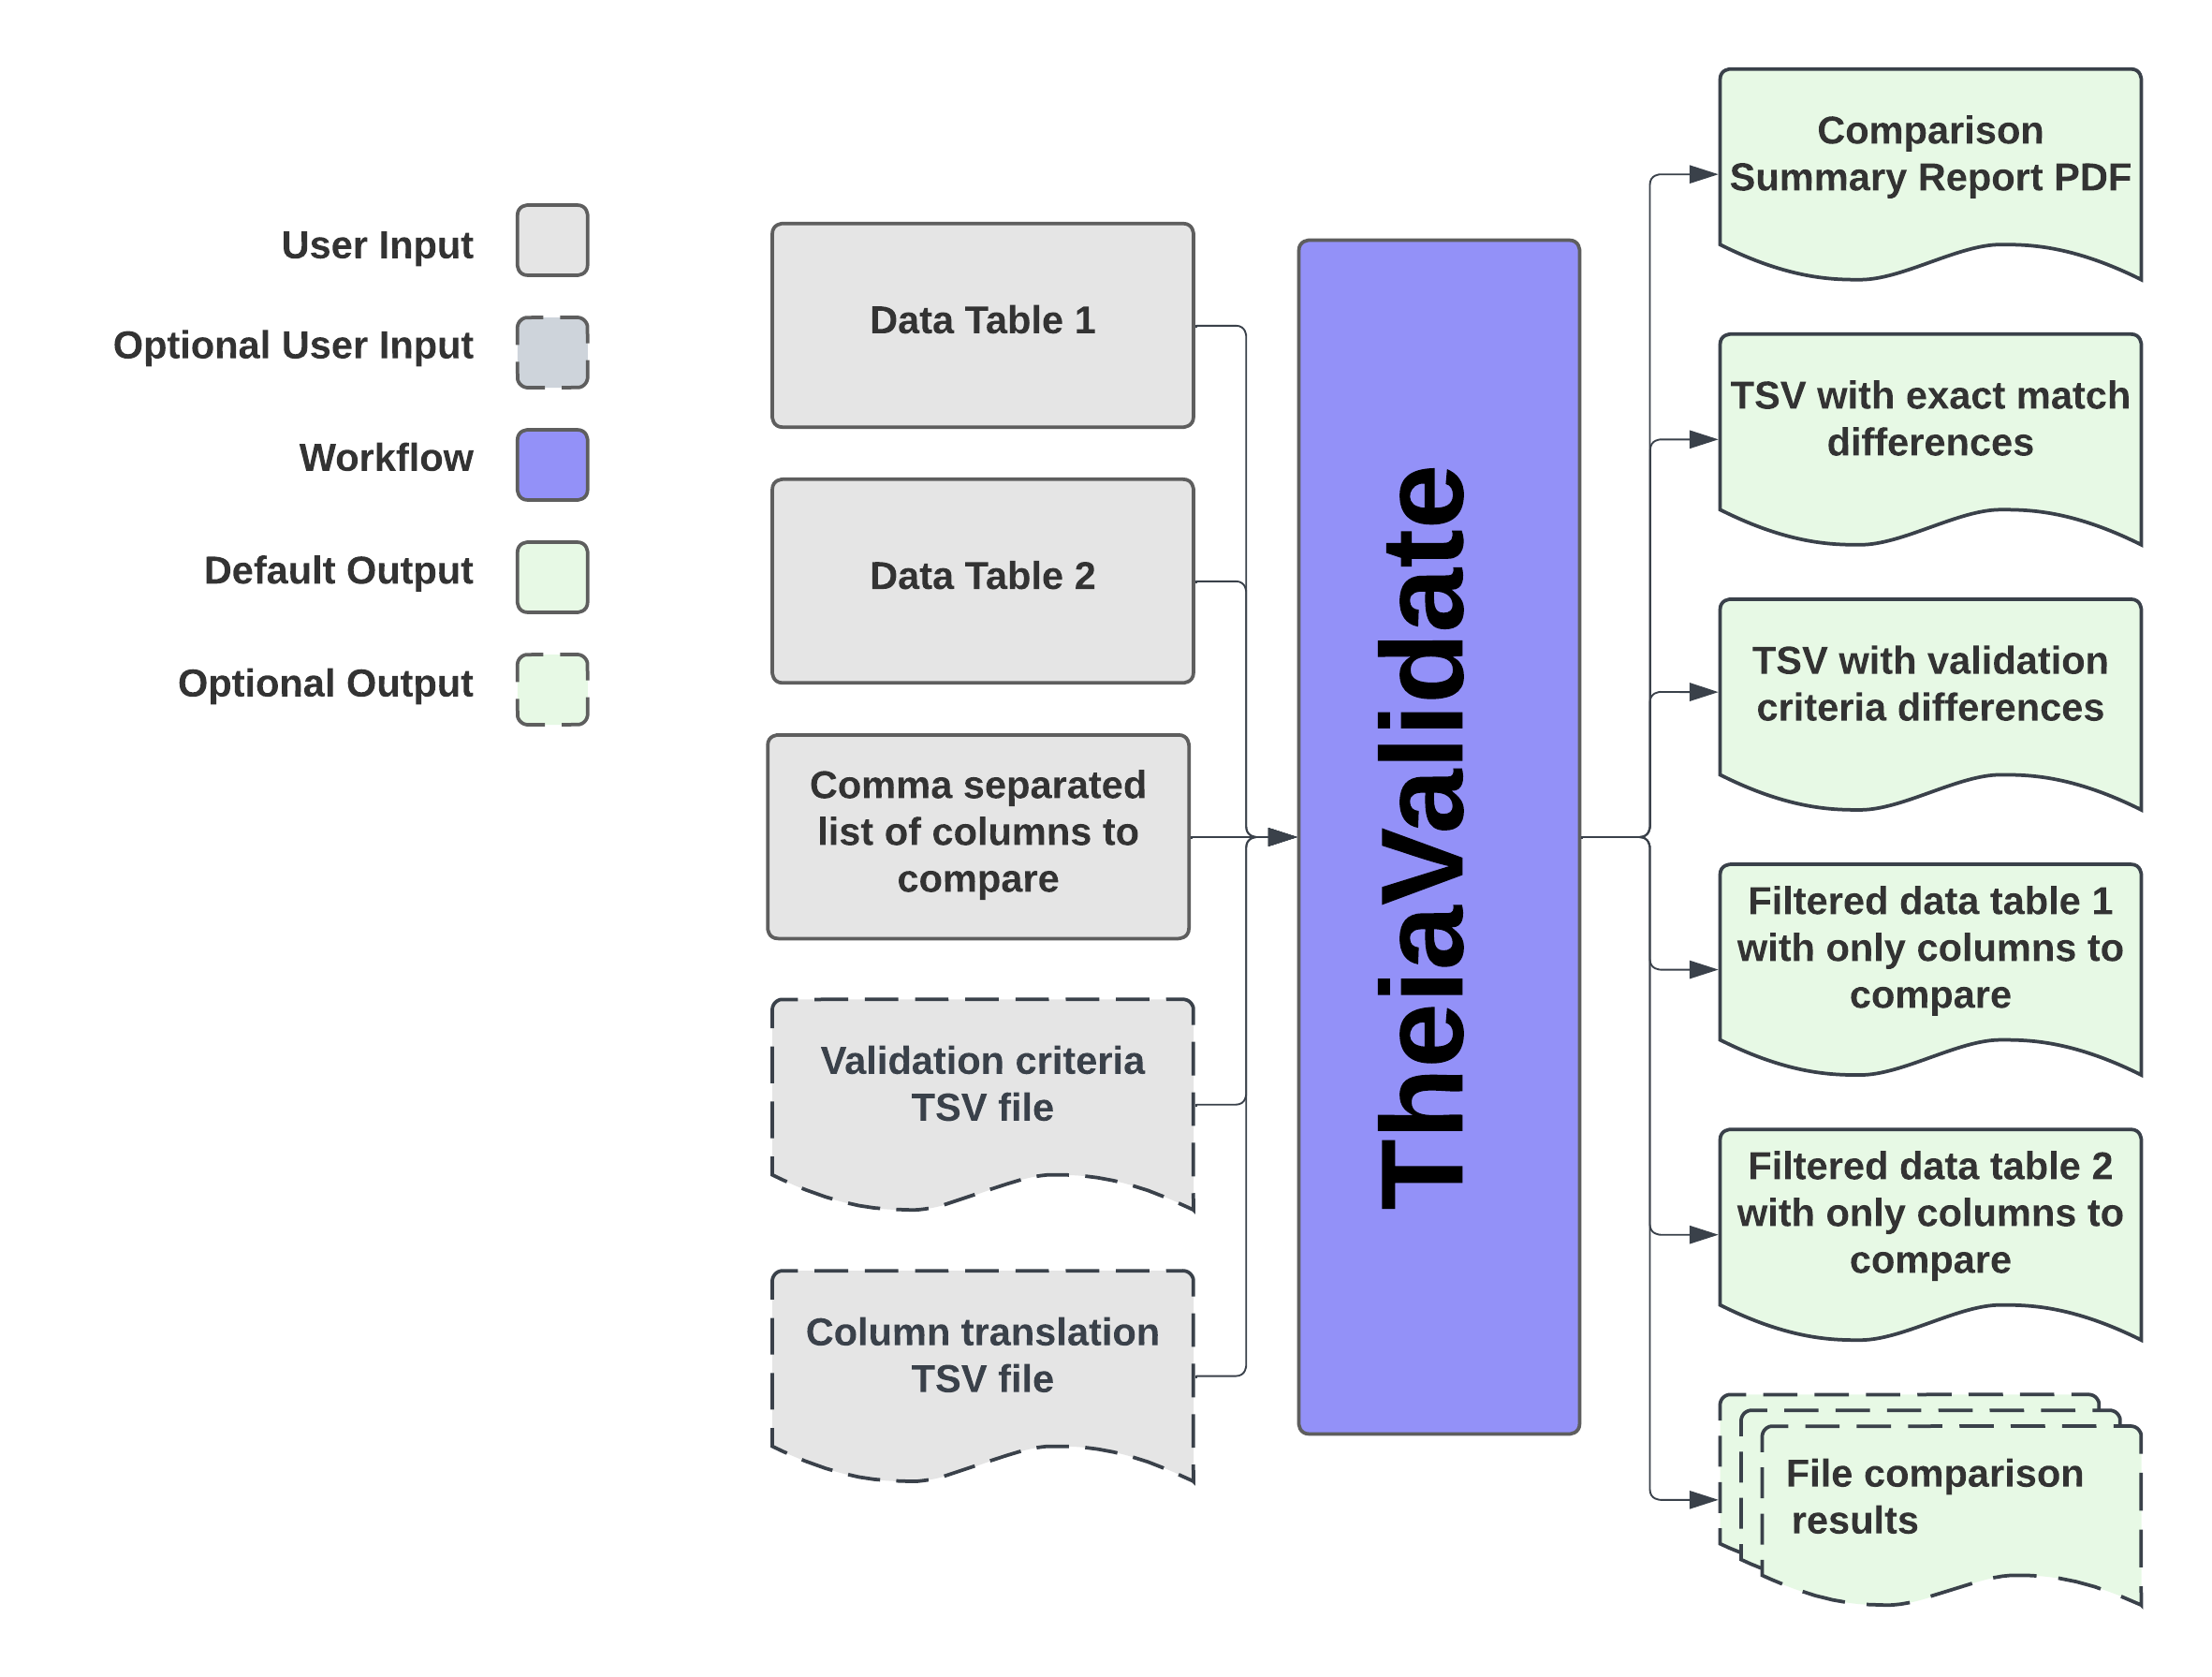 User Input
Optional User Input
Workflow
Default Output
Optional Output
Data Table 1
Data Table 2
Comma separated
list of columns to
compare
Validation criteria
TSV file
Column translation
TSV file
TheiaValidate
Comparison
Summary Report PDF
TSV with exact match
differences
TSV with validation
criteria differences
Filtered data table 1
with only columns to
compare
Filtered data table 2
with only columns to
compare
File comparison
results